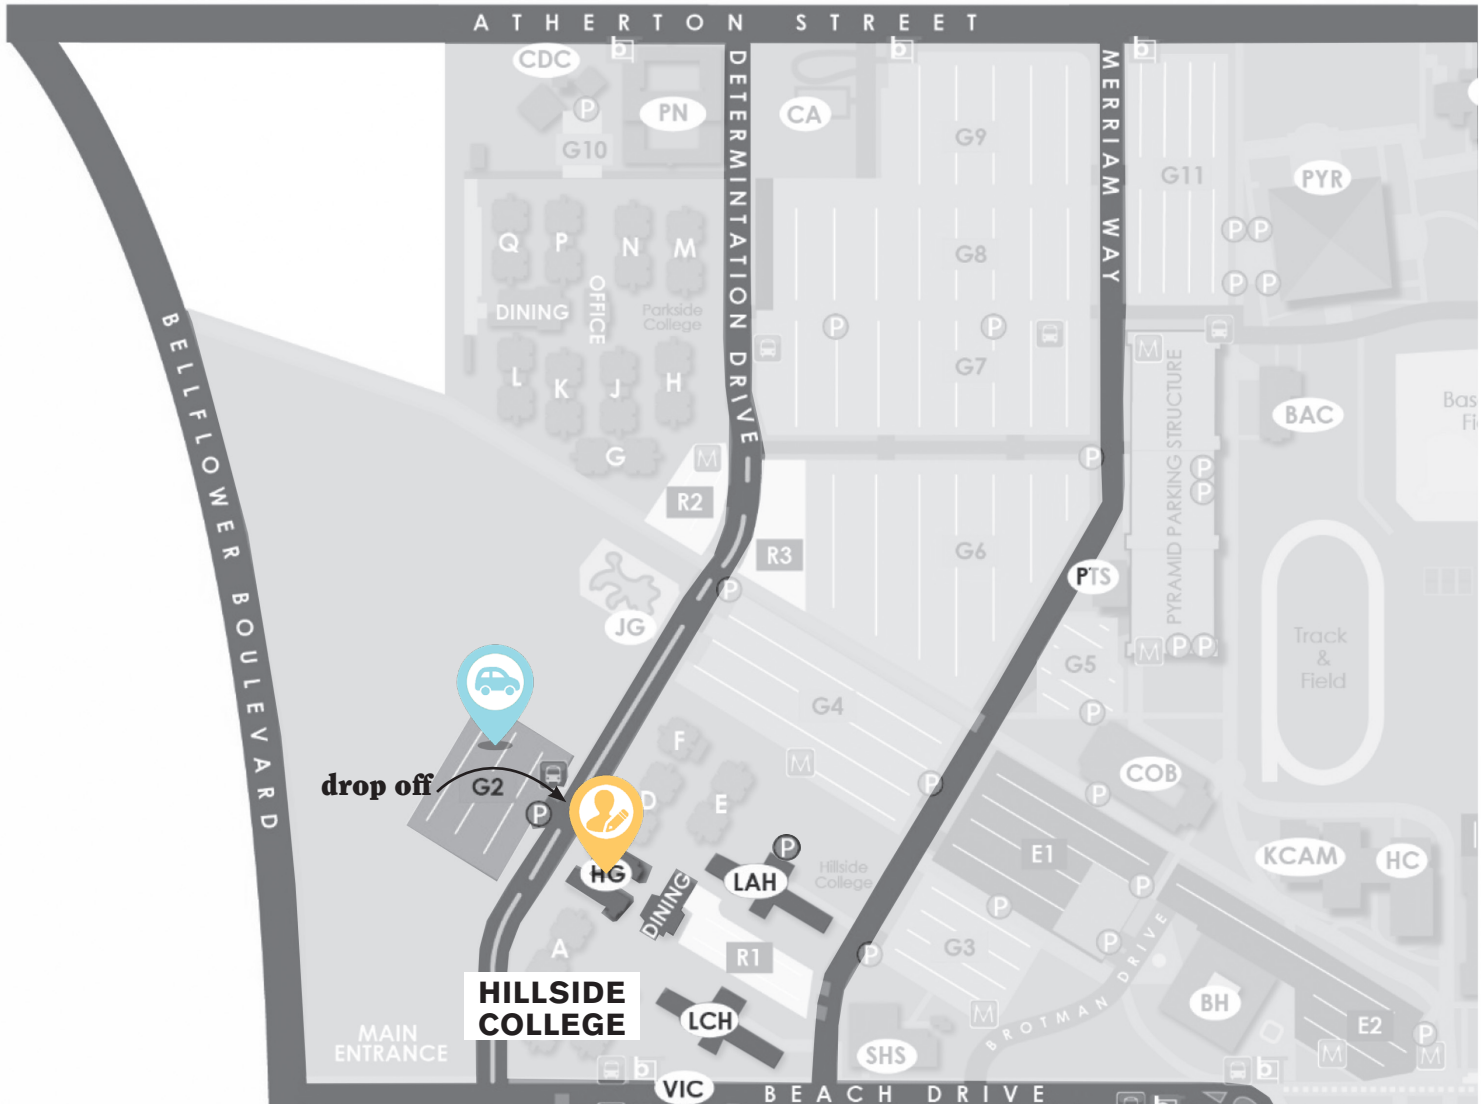 ATHERTON STREET
CDC
b
b
b
PN
CA
P
G10
G9
G11
PYR
DETERMINTATION DRIVE
MERRIAM WAY
Q
P
N
M
P P
G8
P P
DINING
OFFICE
Parkside
College
BELLFLOWER BOULEVARD
P
P
M
L
K
J
H
G7
BAC
Bas
Fi
PYRAMID PARKING STRUCTURE
G
M
P
P
P
R2
R3
G6
PTS
P
JG
Track
&
Field
M
P P
G5
G4
P
F
M
COB
drop off
G2
P
D
E
P
P
HG
DINING
LAH
P
Hillside
College
E1
KCAM
HC
P
P
A
R1
P
G3
P
BROTMAN DRIVE
HILLSIDE
COLLEGE
LCH
M
BH
E2
P
MAIN
ENTRANCE
SHS
M
M
b
b
VIC
BEACH DRIVE
b